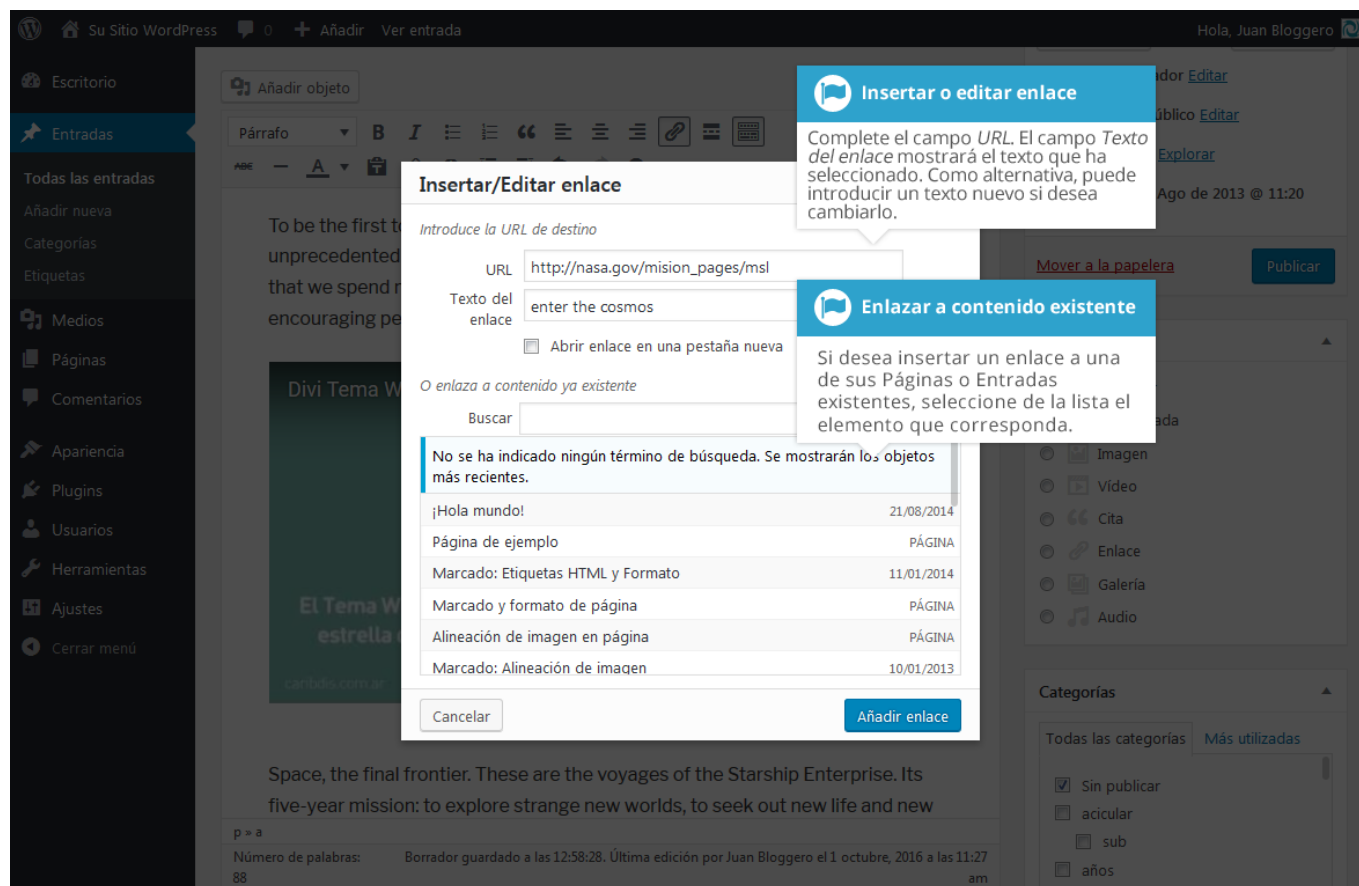 Su Sitio WordPress 0 Añadir Ver entrada Hola, Juan Bloggero
Escritorio
Entradas
Todas las entradas
Añadir nueva
Categorías
Etiquetas
Medios
Páginas
Comentarios
Apariencia
Plugins
Usuarios
Herramientas
Ajustes
Cerrar menú
Añadir objeto
Párrafo B I
ABC A T
To be the first t
unprecedented
that we spend
encouraging pe
Divi Tema W
El Tema W
estrella
caribdis.com.ar
Space, the final frontier. These are the voyages of the Starship Enterprise. Its
five-year mission: to explore strange new worlds, to seek out new life and new
p » a
Número de palabras: 88
Borrador guardado a las 12:58:28. Última edición por Juan Bloggero el 1 octubre, 2016 a las 11:27
am
Insertar/Editar enlace
Introduce la URL de destino
URL http://nasa.gov/mision_pages/msl
Texto del
enlace
enter the cosmos
Abrir enlace en una pestaña nueva
O enlaza a contenido ya existente
Buscar
No se ha indicado ningún término de búsqueda. Se mostrarán los objetos
más recientes.
¡Hola mundo! 21/08/2014
Página de ejemplo PÁGINA
Marcado: Etiquetas HTML y Formato 11/01/2014
Marcado y formato de página PÁGINA
Alineación de imagen en página PÁGINA
Marcado: Alineación de imagen 10/01/2013
Cancelar Añadir enlace
Insertar o editar enlace
Complete el campo URL. El campo Texto
del enlace mostrará el texto que ha
seleccionado. Como alternativa, puede
introducir un texto nuevo si desea
cambiarlo.
Enlazar a contenido existente
Si desea insertar un enlace a una
de sus Páginas o Entradas
existentes, seleccione de la lista el
elemento que corresponda.
ador Editar
úblico Editar
Explorar
Ago de 2013 @ 11:20
Mover a la papelera Publicar
ada
Imagen
Vídeo
Cita
Enlace
Galería
Audio
Categorías
Todas las categorías Más utilizadas
Sin publicar
acicular
sub
años